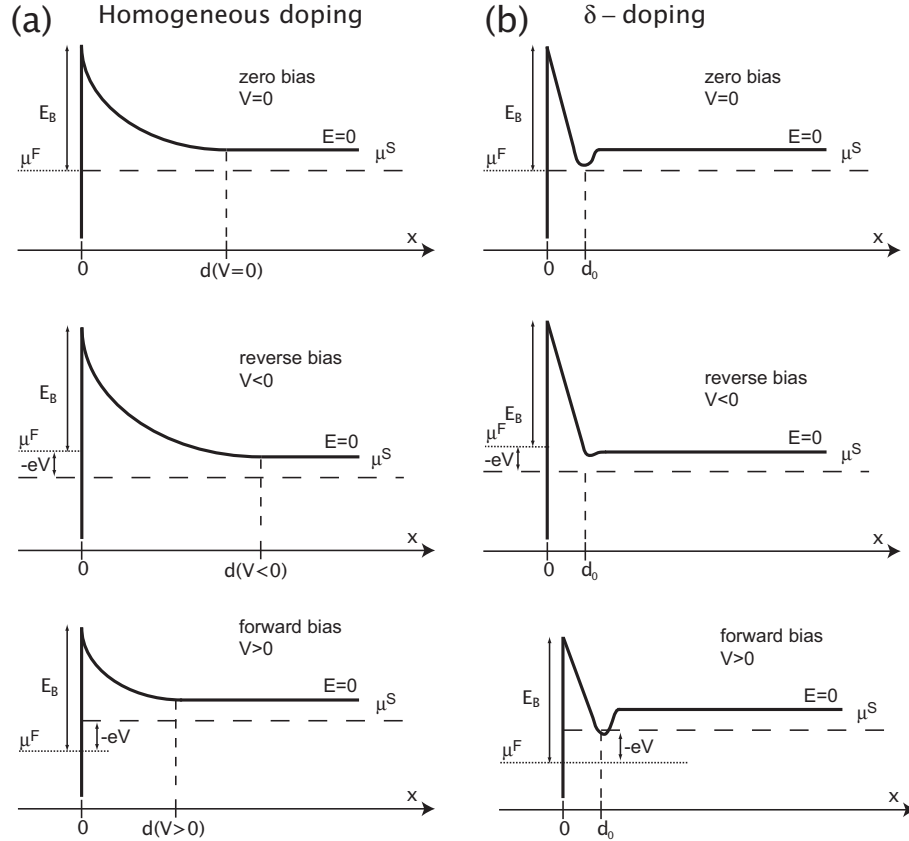 (a) Homogeneous doping
zero bias
V=0
E_B
E=0
μ^F
μ^S
x
0
d(V=0)
reverse bias
V<0
E_B
μ^F
E=0
-eV
μ^S
x
0
d(V<0)
forward bias
V>0
E_B
E=0
μ^S
μ^F
-eV
x
0
d(V>0)
(b) δ – doping
zero bias
V=0
E_B
E=0
μ^F
μ^S
x
0
d_0
reverse bias
V<0
E_B
μ^F
E=0
-eV
μ^S
x
0
d_0
forward bias
V>0
E_B
E=0
μ^S
μ^F
-eV
x
0
d_0